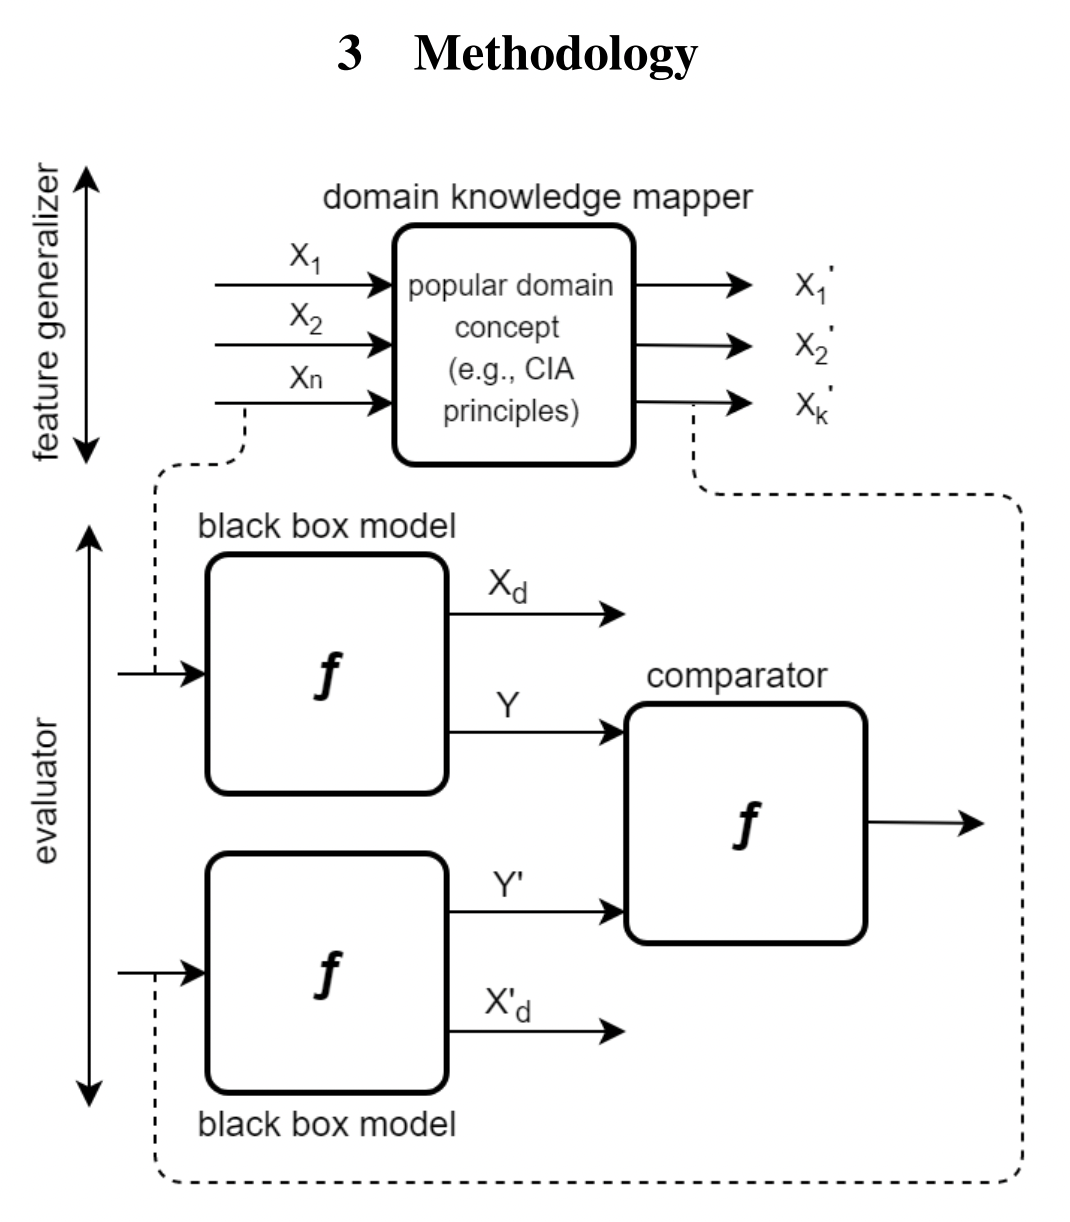 3 Methodology
feature generalizer
domain knowledge mapper
X1
X2
Xn
popular domain
concept
(e.g., CIA
principles)
X1'
X2'
Xk'
evaluator
black box model
f
Xd
Y
comparator
f
f
Y'
X'd
black box model